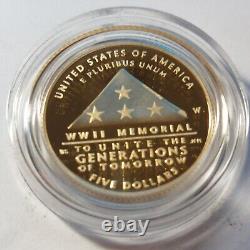 UNITED STATES OF AMERICA
E PLURIBUS UNUM
W
WWII MEMORIAL
TO UNITE THE
GENERATIONS
OF TOMORROW
FIVE DOLLARS